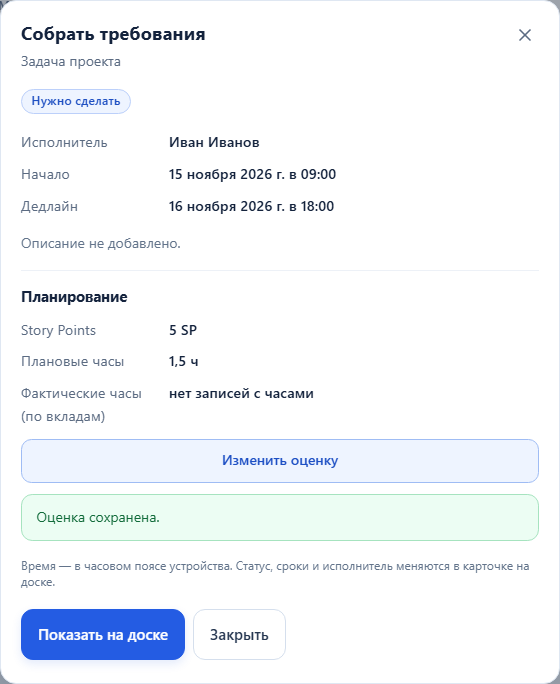 Собрать требования
Задача проекта
Нужно сделать
Исполнитель Иван Иванов
Начало 15 ноября 2026 г. в 09:00
Дедлайн 16 ноября 2026 г. в 18:00
Описание не добавлено.
Планирование
Story Points 5 SP
Плановые часы 1,5 ч
Фактические часы нет записей с часами
(по вкладам)
Изменить оценку
Оценка сохранена.
Время — в часовом поясе устройства. Статус, сроки и исполнитель меняются в карточке на
доске.
Показать на доске Закрыть